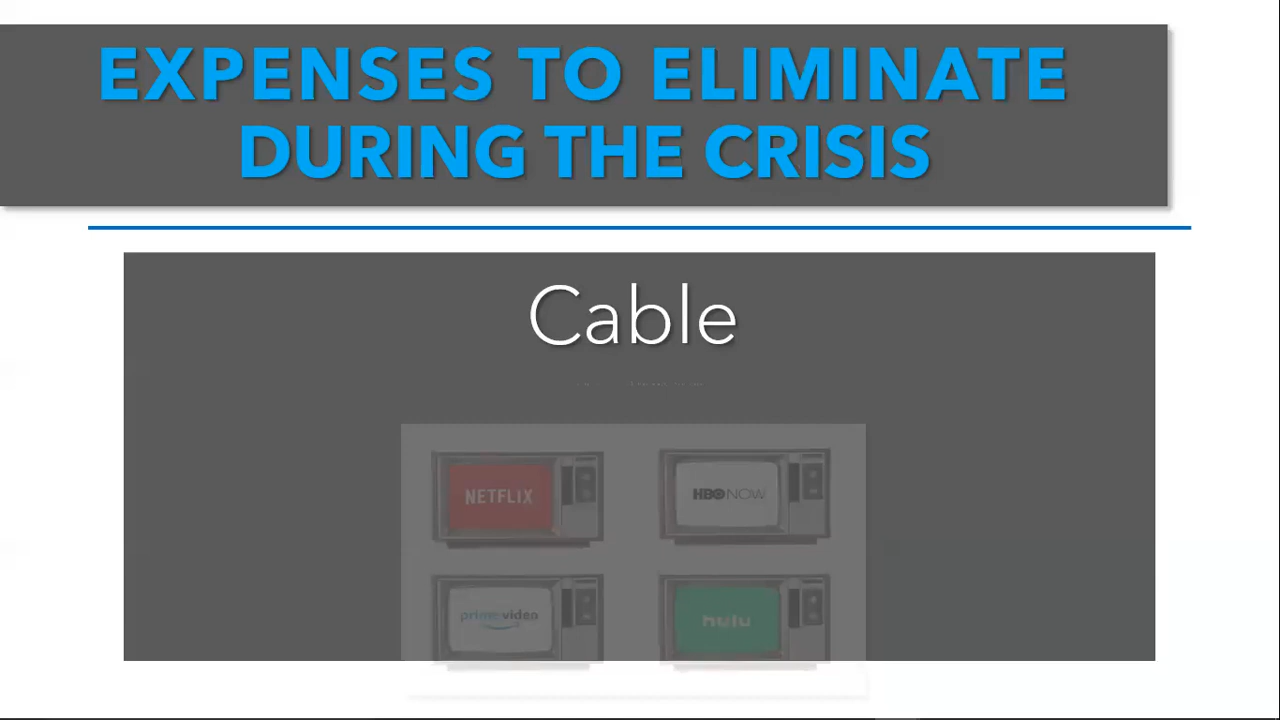 EXPENSES TO ELIMINATE
DURING THE CRISIS
Cable
NETFLIX
HBO NOW
prime video
hulu